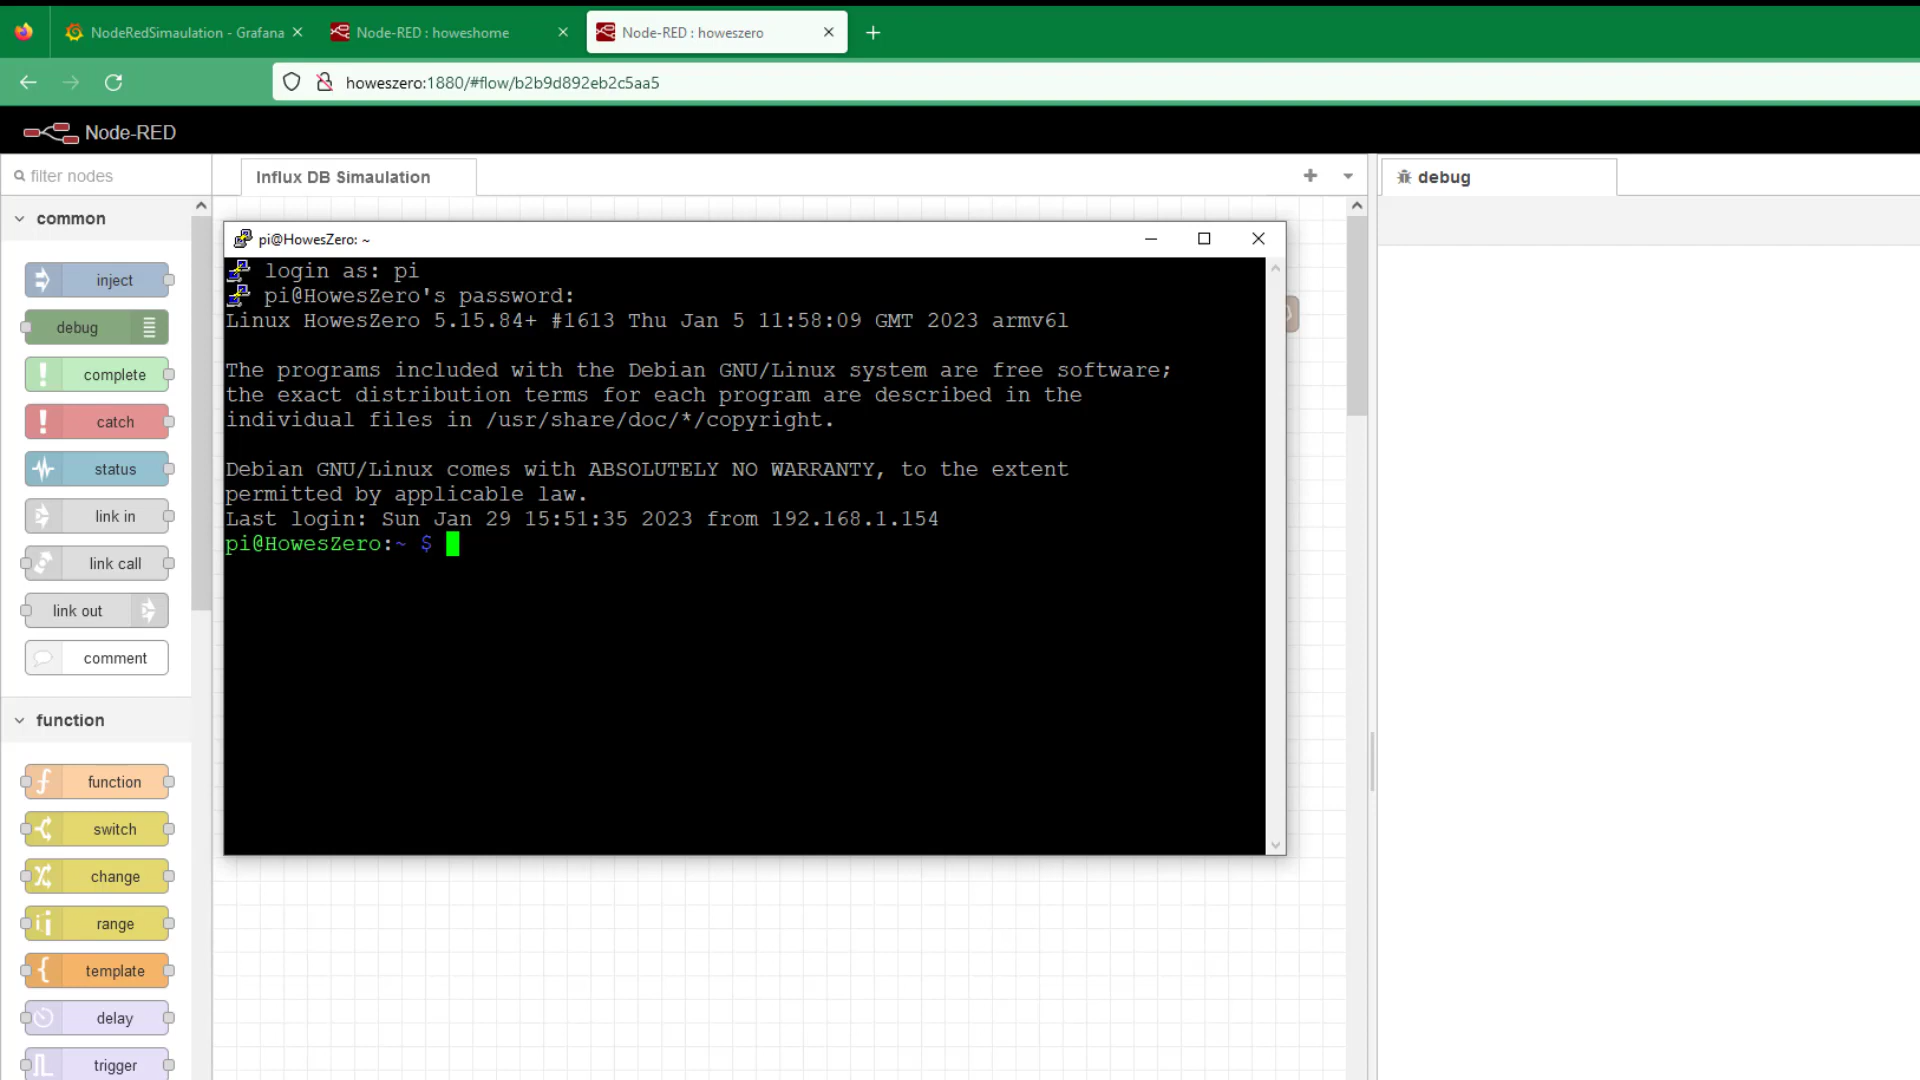 NodeRedSimaulation - Grafana
Node-RED : howeshome
Node-RED : howeszero
howeszero:1880/#flow/b2b9d892eb2c5aa5
Node-RED
filter nodes
Influx DB Simaulation
debug
common
inject
debug
complete
catch
status
link in
link call
link out
comment
function
function
switch
change
range
template
delay
trigger
pi@HowesZero: ~
login as: pi
pi@HowesZero's password:
Linux HowesZero 5.15.84+ #1613 Thu Jan 5 11:58:09 GMT 2023 armv6l
The programs included with the Debian GNU/Linux system are free software;
the exact distribution terms for each program are described in the
individual files in /usr/share/doc/*/copyright.
Debian GNU/Linux comes with ABSOLUTELY NO WARRANTY, to the extent
permitted by applicable law.
Last login: Sun Jan 29 15:51:35 2023 from 192.168.1.154
pi@HowesZero:~ $